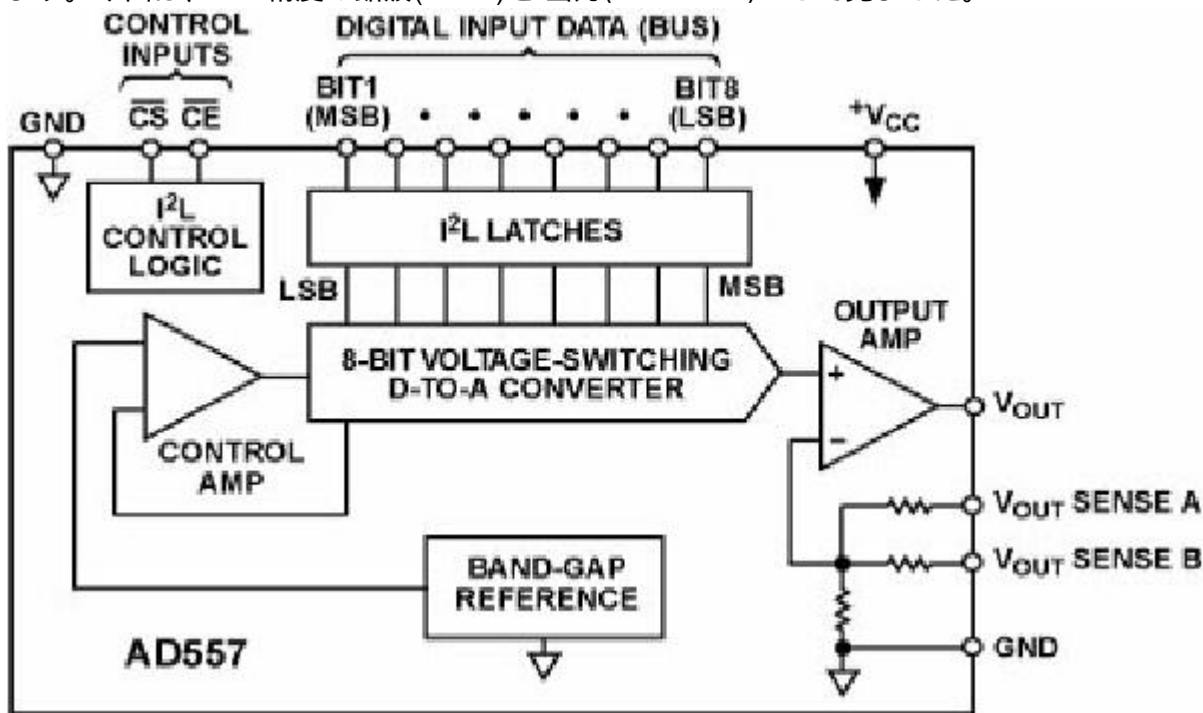 CONTROL
INPUTS
DIGITAL INPUT DATA (BUS)
GND
CS CE
BIT1
(MSB)
BIT8
(LSB)
+VCC
I²L
CONTROL
LOGIC
I²L LATCHES
LSB
MSB
8-BIT VOLTAGE-SWITCHING
D-TO-A CONVERTER
OUTPUT
AMP
+
−
VOUT
CONTROL
AMP
VOUT SENSE A
VOUT SENSE B
BAND-GAP
REFERENCE
GND
AD557